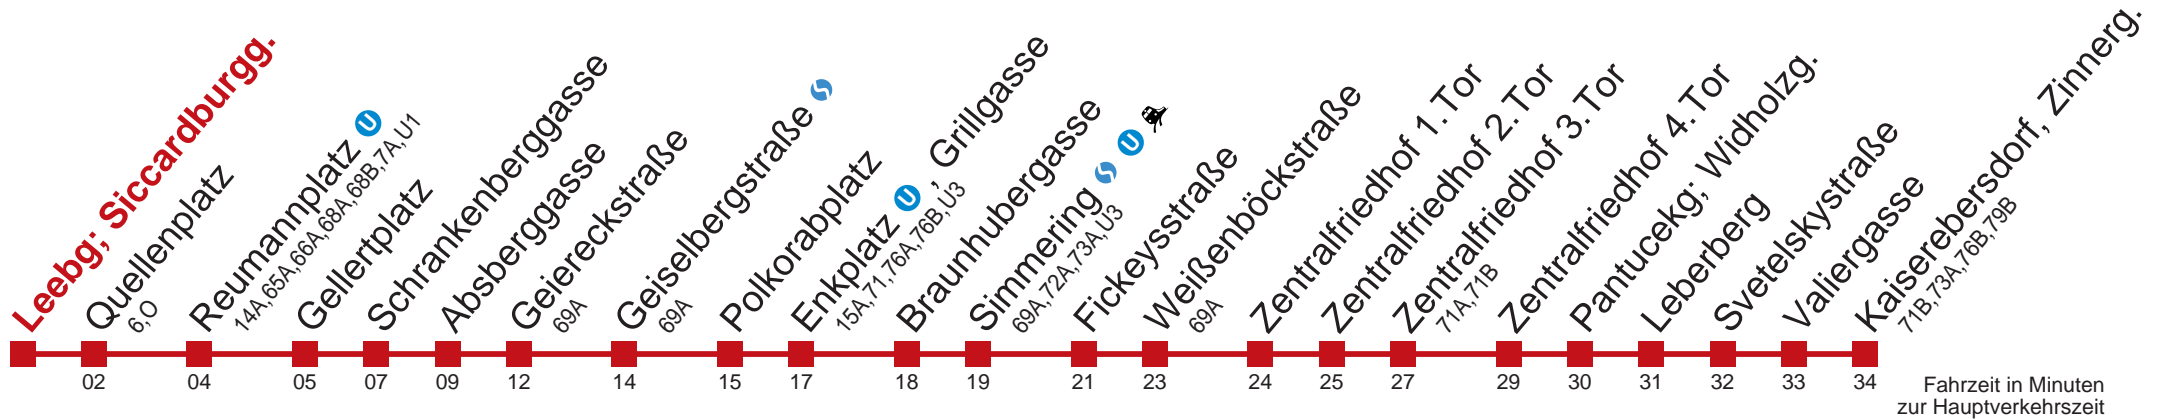 Leebg; Siccardburgg.
Quellenplatz
6,O
Reumannplatz U
14A,65A,66A,68A,68B,7A,U1
Gellertplatz
Schrankenberggasse
Absberggasse
Geiereckstraße
69A
Geiselbergstraße
69A
Polkorabplatz
Enkplatz U , Grillgasse
15A,71,76A,76B,U3
Braunhubergasse
Simmering U
69A,72A,73A,U3
Fickeysstraße
Weißenböckstraße
69A
Zentralfriedhof 1.Tor
Zentralfriedhof 2.Tor
Zentralfriedhof 3.Tor
71A,71B
Zentralfriedhof 4.Tor
Pantucekg; Widholzg.
Leberberg
Svetelskystraße
Valiergasse
Kaiserebersdorf, Zinnerg.
71B,73A,76B,79B
02 04 05 07 09 12 14 15 17 18 19 21 23 24 25 27 29 30 31 32 33 34
Fahrzeit in Minuten
zur Hauptverkehrszeit